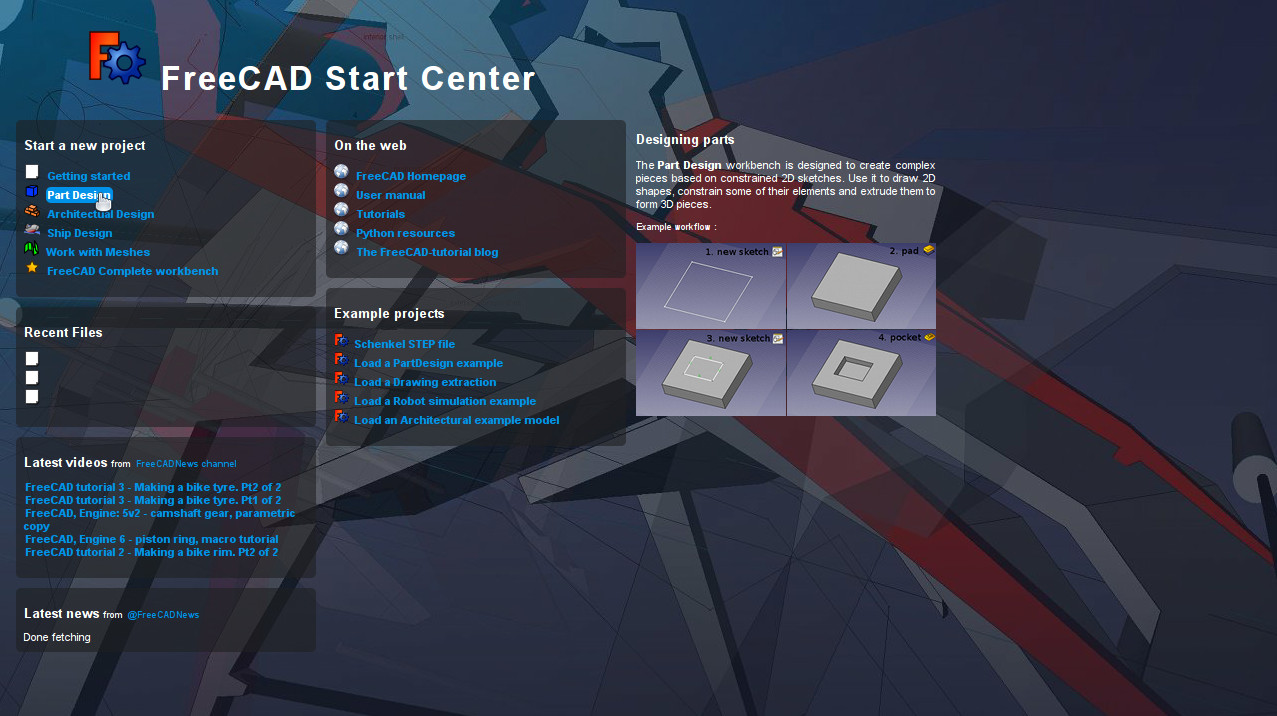 FreeCAD Start Center
Start a new project
Getting started
Part Design
Architectual Design
Ship Design
Work with Meshes
FreeCAD Complete workbench
Recent Files
Latest videos from FreeCADNews channel
FreeCAD tutorial 3 - Making a bike tyre. Pt2 of 2
FreeCAD tutorial 3 - Making a bike tyre. Pt1 of 2
FreeCAD, Engine: 5v2 - camshaft gear, parametric
copy
FreeCAD, Engine 6 - piston ring, macro tutorial
FreeCAD tutorial 2 - Making a bike rim. Pt2 of 2
Latest news from @FreeCADNews
Done fetching
On the web
FreeCAD Homepage
User manual
Tutorials
Python resources
The FreeCAD-tutorial blog
Example projects
Schenkel STEP file
Load a PartDesign example
Load a Drawing extraction
Load a Robot simulation example
Load an Architectural example model
Designing parts
The Part Design workbench is designed to create complex
pieces based on constrained 2D sketches. Use it to draw 2D
shapes, constrain some of their elements and extrude them to
form 3D pieces.
Example workflow :
1. new sketch
2. pad
3. new sketch
4. pocket